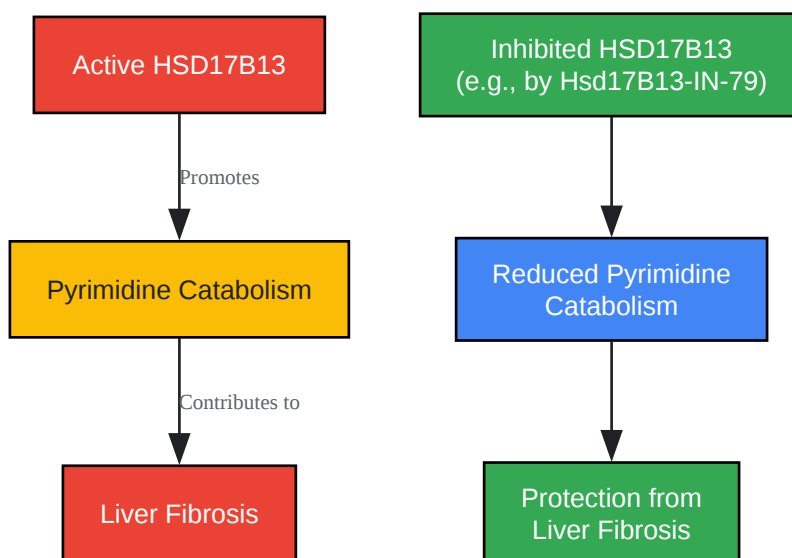 Active HSD17B13
Promotes
Pyrimidine Catabolism
Contributes to
Liver Fibrosis
Inhibited HSD17B13
(e.g., by Hsd17B13-IN-79)
Reduced Pyrimidine
Catabolism
Protection from
Liver Fibrosis